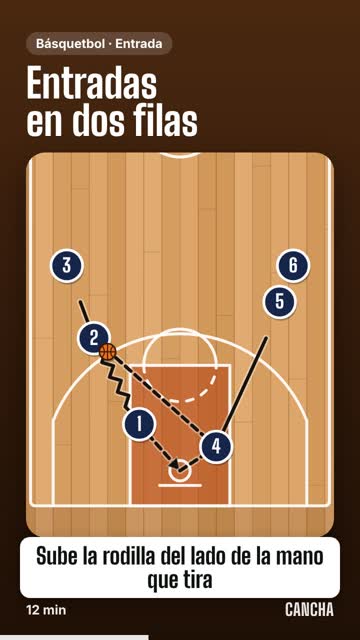 Básquetbol · Entrada
Entradas
en dos filas
3
6
5
2
1
4
Sube la rodilla del lado de la mano
que tira
12 min
CANCHA